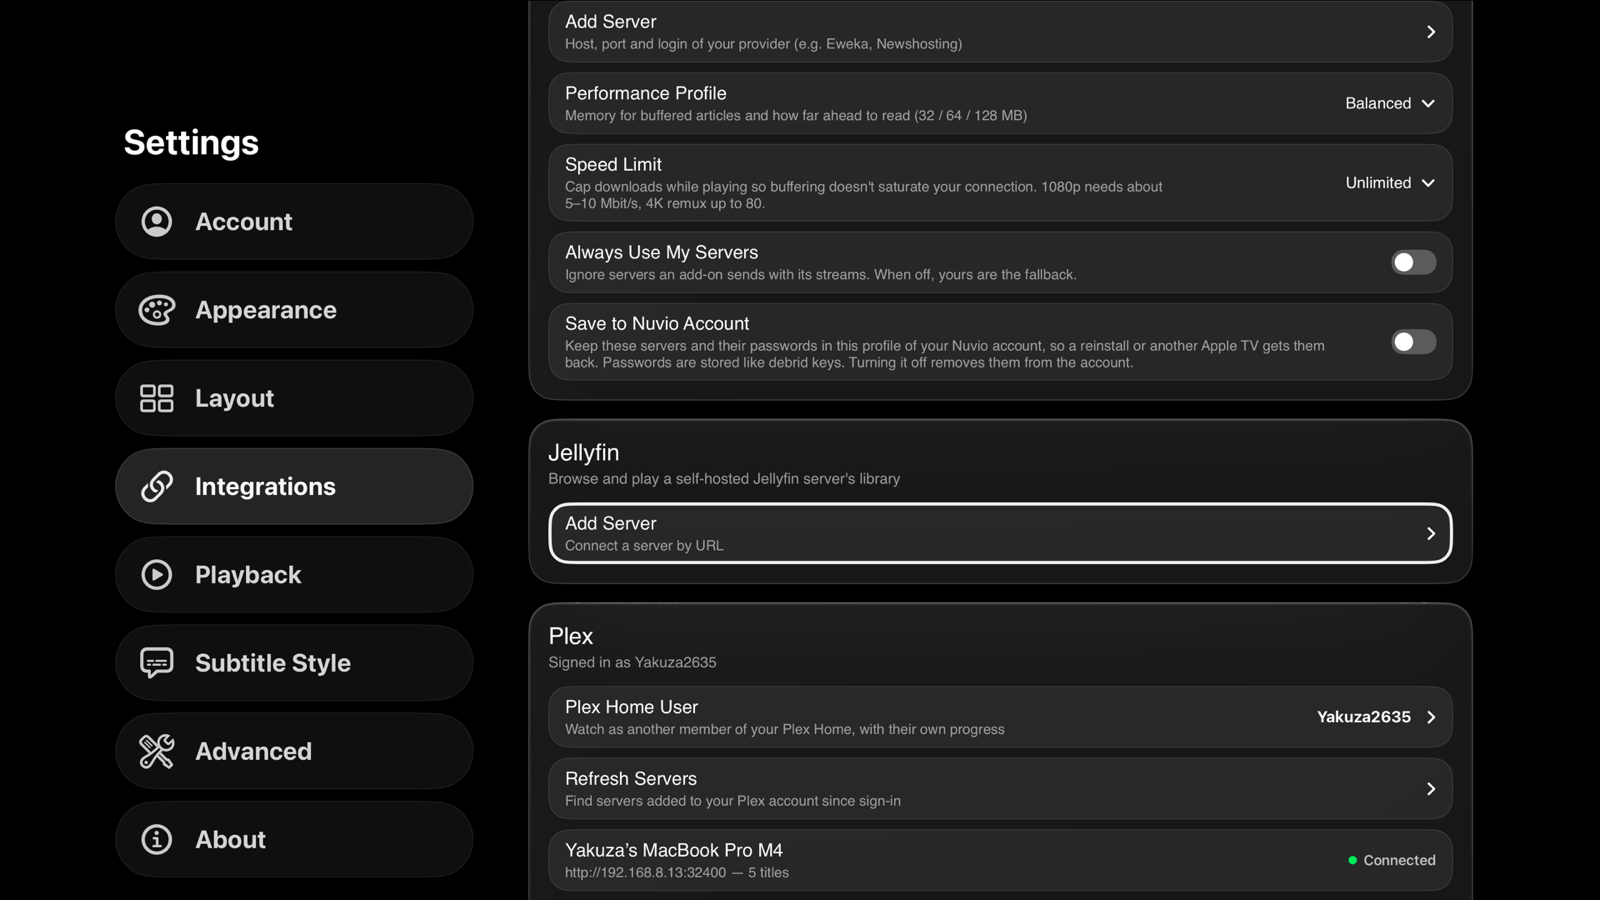 Settings
Account
Appearance
Layout
Integrations
Playback
Subtitle Style
Advanced
About
Add Server
Host, port and login of your provider (e.g. Eweka, Newshosting)
Performance Profile
Memory for buffered articles and how far ahead to read (32 / 64 / 128 MB)
Balanced
Speed Limit
Cap downloads while playing so buffering doesn't saturate your connection. 1080p needs about
5–10 Mbit/s, 4K remux up to 80.
Unlimited
Always Use My Servers
Ignore servers an add-on sends with its streams. When off, yours are the fallback.
Save to Nuvio Account
Keep these servers and their passwords in this profile of your Nuvio account, so a reinstall or another Apple TV gets them
back. Passwords are stored like debrid keys. Turning it off removes them from the account.
Jellyfin
Browse and play a self-hosted Jellyfin server's library
Add Server
Connect a server by URL
Plex
Signed in as Yakuza2635
Plex Home User
Watch as another member of your Plex Home, with their own progress
Yakuza2635
Refresh Servers
Find servers added to your Plex account since sign-in
Yakuza’s MacBook Pro M4
http://192.168.8.13:32400 — 5 titles
Connected